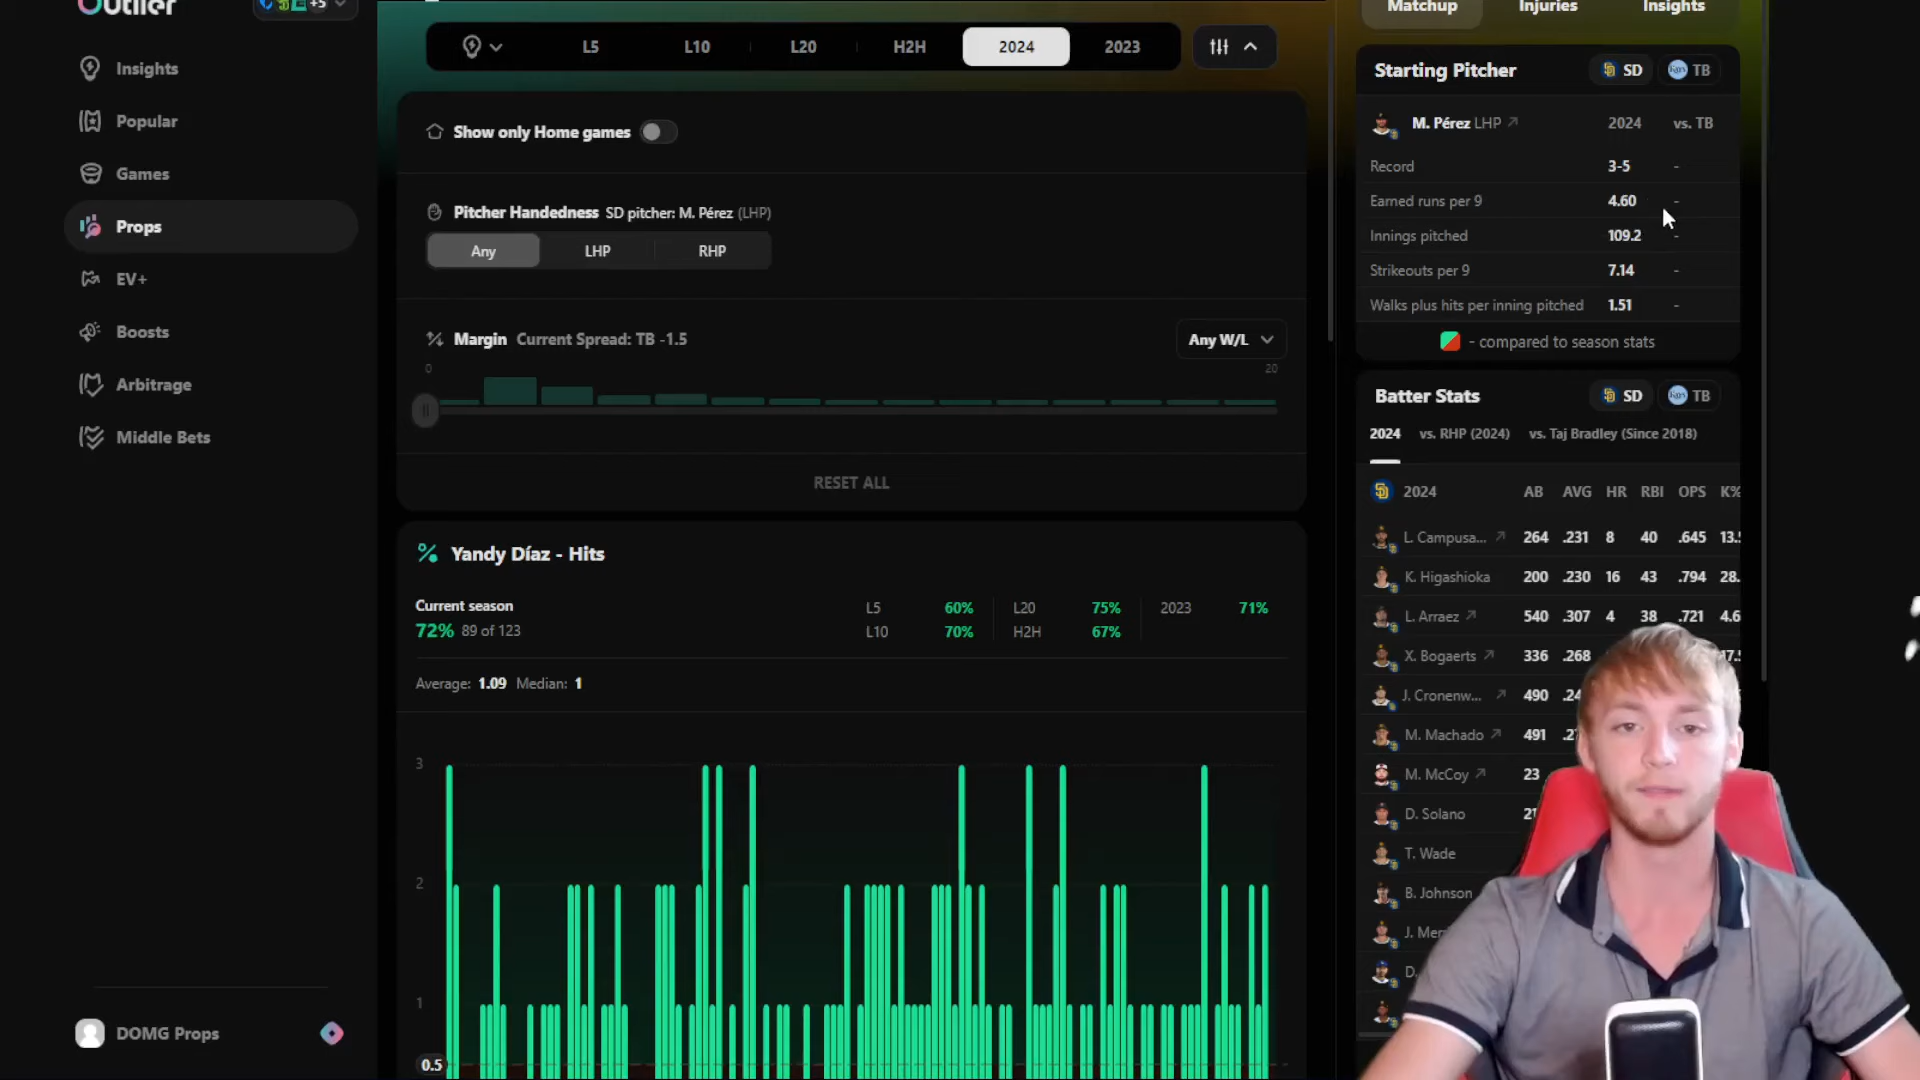 Outlier
+5
Insights
Popular
Games
Props
EV+
Boosts
Arbitrage
Middle Bets
DOMG Props
L5
L10
L20
H2H
2024
2023
Show only Home games
Pitcher Handedness SD pitcher: M. Pérez (LHP)
Any
LHP
RHP
Margin Current Spread: TB -1.5
Any W/L
0
20
RESET ALL
Yandy Díaz - Hits
Current season
72% 89 of 123
L5 60% L20 75% 2023 71%
L10 70% H2H 67%
Average: 1.09 Median: 1
3
2
1
0.5
Matchup
Injuries
Insights
Starting Pitcher SD TB
M. Pérez LHP 2024 vs. TB
Record 3-5 -
Earned runs per 9 4.60 -
Innings pitched 109.2 -
Strikeouts per 9 7.14 -
Walks plus hits per inning pitched 1.51 -
- compared to season stats
Batter Stats SD TB
2024 vs. RHP (2024) vs. Taj Bradley (Since 2018)
2024 AB AVG HR RBI OPS K%
L. Campusa... 264 .231 8 40 .645 13.
K. Higashioka 200 .230 16 43 .794 28.
L. Arraez 540 .307 4 38 .721 4.6
X. Bogaerts 336 .268 17.
J. Cronenw... 490 .24
M. Machado 491 .2
M. McCoy 23
D. Solano 2
T. Wade
B. Johnson
J. Mer
D.